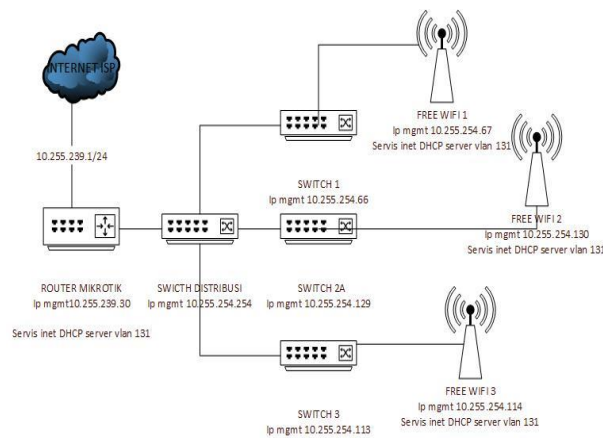 INTERNET ISP
10.255.239.1/24
ROUTER MIKROTIK
Ip mgmt10.255.239.30
Servis inet DHCP server vlan 131
SWICTH DISTRIBUSI
Ip mgmt 10.255.254.254
SWITCH 1
Ip mgmt 10.255.254.66
SWITCH 2A
Ip mgmt 10.255.254.129
SWITCH 3
Ip mgmt 10.255.254.113
FREE WIFI 1
Ip mgmt 10.255.254.67
Servis inet DHCP server vlan 131
FREE WIFI 2
Ip mgmt 10.255.254.130
Servis inet DHCP server vlan 131
FREE WIFI 3
Ip mgmt 10.255.254.114
Servis inet DHCP server vlan 131